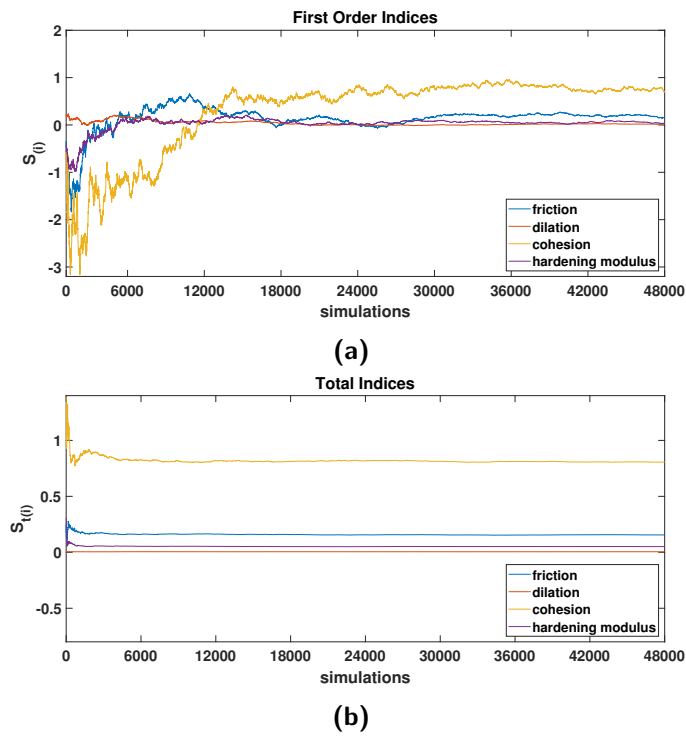 First Order Indices
S(i)
2
1
0
-1
-2
-3
friction
dilation
cohesion
hardening modulus
0 6000 12000 18000 24000 30000 36000 42000 48000
simulations
(a)
Total Indices
St(i)
1
0.5
0
-0.5
friction
dilation
cohesion
hardening modulus
0 6000 12000 18000 24000 30000 36000 42000 48000
simulations
(b)